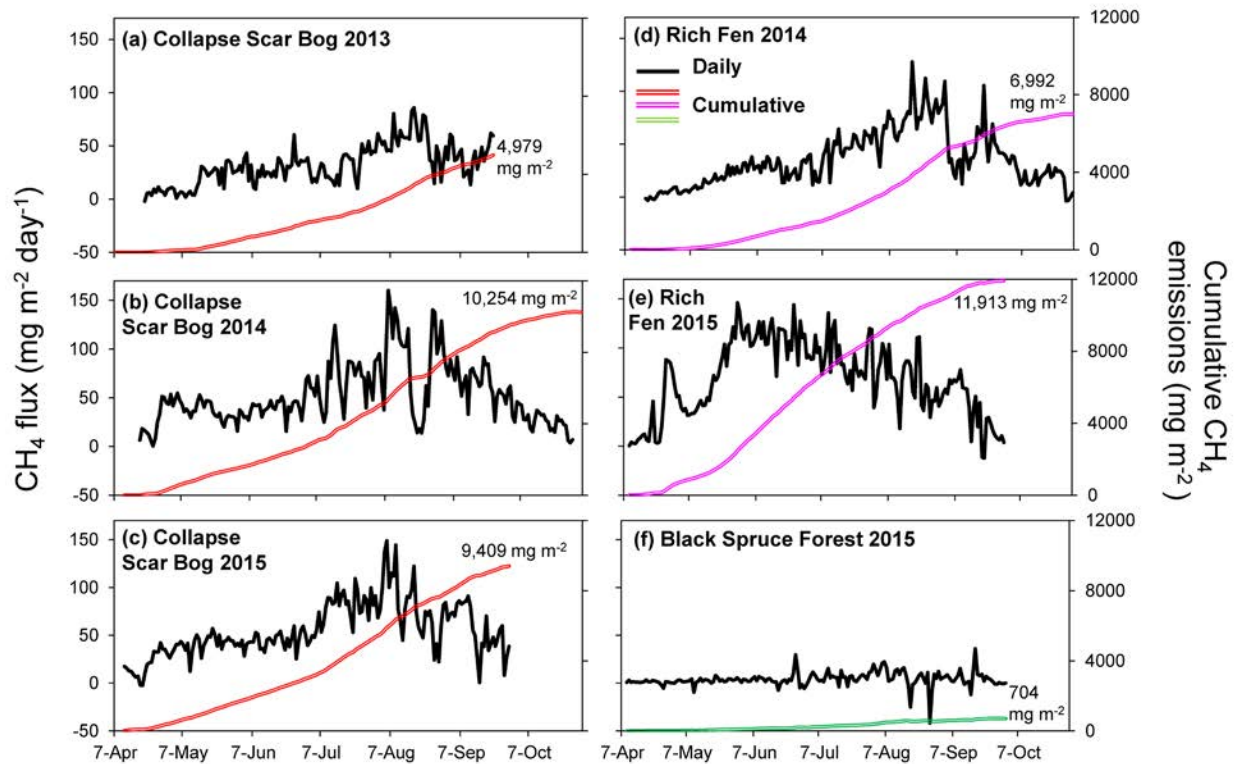 CH₄ flux (mg m⁻² day⁻¹)
(a) Collapse Scar Bog 2013
150
100
50
0
-50
4,979
mg m⁻²
(b) Collapse
Scar Bog 2014
150
100
50
0
-50
10,254 mg m⁻²
(c) Collapse
Scar Bog 2015
150
100
50
0
-50
9,409 mg m⁻²
7-Apr 7-May 7-Jun 7-Jul 7-Aug 7-Sep 7-Oct
(d) Rich Fen 2014
Daily
Cumulative
6,992
mg m⁻²
12000
8000
4000
0
(e) Rich
Fen 2015
11,913 mg m⁻²
12000
8000
4000
0
(f) Black Spruce Forest 2015
704
mg m⁻²
12000
8000
4000
0
7-Apr 7-May 7-Jun 7-Jul 7-Aug 7-Sep 7-Oct
Cumulative CH₄
emissions (mg m⁻²)